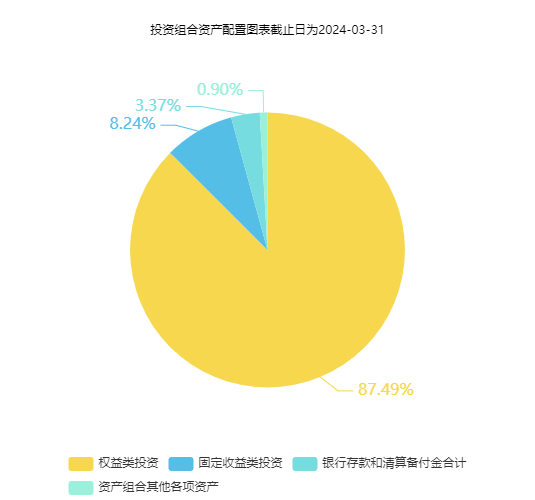 投资组合资产配置图表截止日为2024-03-31
0.90%
3.37%
8.24%
87.49%
权益类投资 固定收益类投资 银行存款和清算备付金合计
资产组合其他各项资产